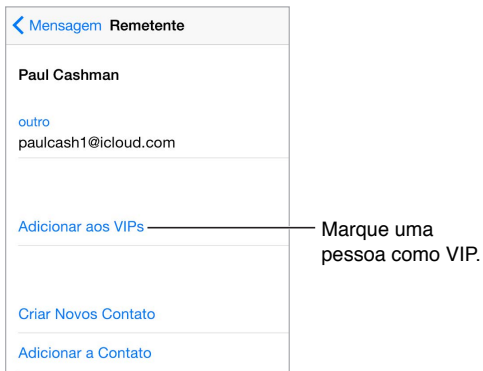 Mensagem Remetente
Paul Cashman
outro
paulcash1@icloud.com
Adicionar aos VIPs
Marque uma
pessoa como VIP.
Criar Novos Contato
Adicionar a Contato